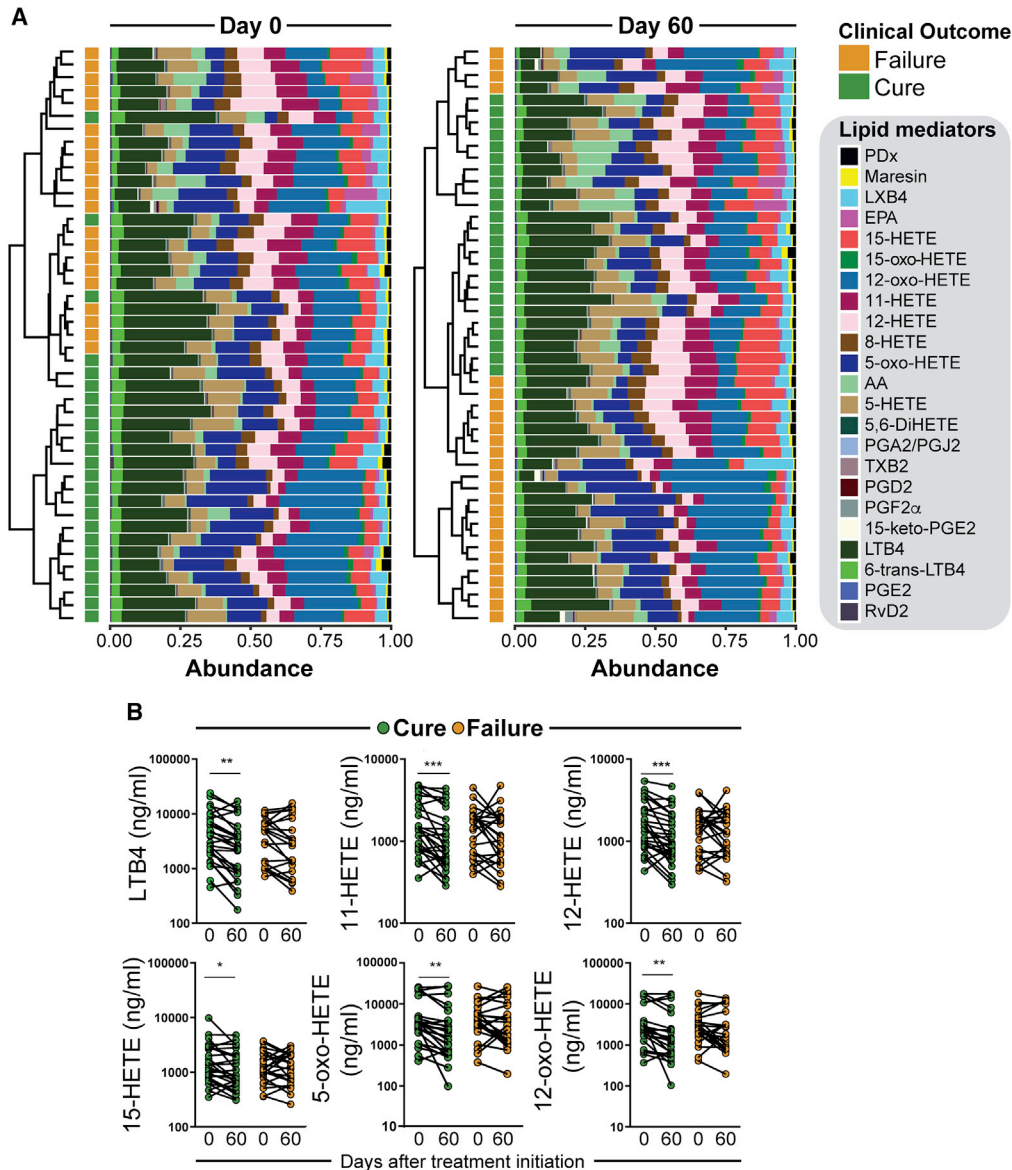 A
Day 0
Day 60
0.00 0.25 0.50 0.75 1.00
Abundance
0.00 0.25 0.50 0.75 1.00
Abundance
Clinical Outcome
Failure
Cure
Lipid mediators
PDx
Maresin
LXB4
EPA
15-HETE
15-oxo-HETE
12-oxo-HETE
11-HETE
12-HETE
8-HETE
5-oxo-HETE
AA
5-HETE
5,6-DiHETE
PGA2/PGJ2
TXB2
PGD2
PGF2α
15-keto-PGE2
LTB4
6-trans-LTB4
PGE2
RvD2
B
Cure Failure
LTB4 (ng/ml)
100000
10000
1000
100
**
0 60 0 60
11-HETE (ng/ml)
10000
1000
100
***
0 60 0 60
12-HETE (ng/ml)
10000
1000
100
***
0 60 0 60
15-HETE (ng/ml)
100000
10000
1000
100
*
0 60 0 60
5-oxo-HETE
(ng/ml)
100000
10000
1000
100
10
**
0 60 0 60
12-oxo-HETE
(ng/ml)
100000
10000
1000
100
10
**
0 60 0 60
Days after treatment initiation